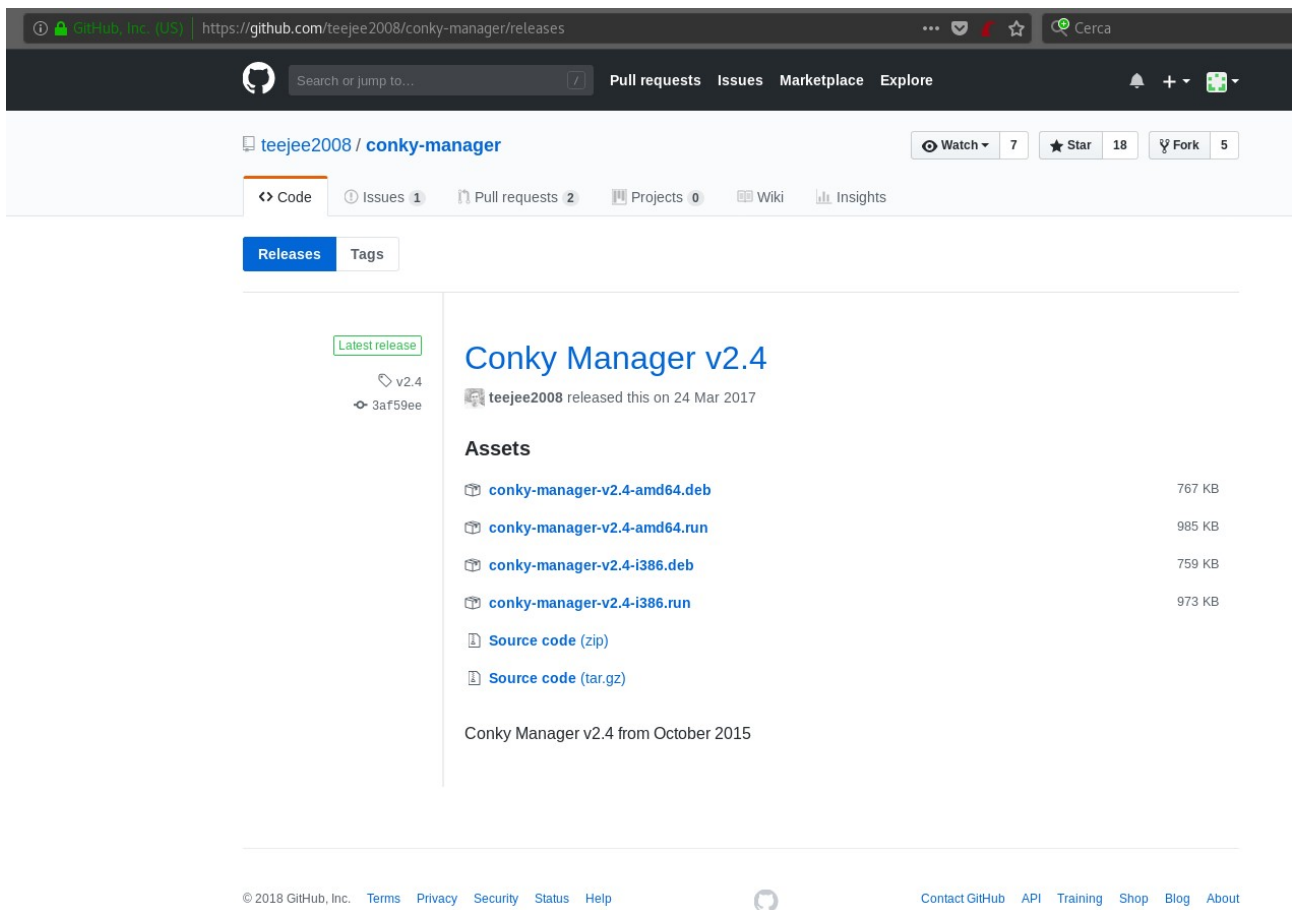 GitHub, Inc. (US) https://github.com/teejee2008/conky-manager/releases ••• Cerca
Search or jump to… / Pull requests Issues Marketplace Explore
teejee2008 / conky-manager Watch 7 Star 18 Fork 5
<> Code Issues 1 Pull requests 2 Projects 0 Wiki Insights
Releases Tags
Latest release
v2.4
3af59ee
Conky Manager v2.4
teejee2008 released this on 24 Mar 2017
Assets
conky-manager-v2.4-amd64.deb 767 KB
conky-manager-v2.4-amd64.run 985 KB
conky-manager-v2.4-i386.deb 759 KB
conky-manager-v2.4-i386.run 973 KB
Source code (zip)
Source code (tar.gz)
Conky Manager v2.4 from October 2015
© 2018 GitHub, Inc. Terms Privacy Security Status Help Contact GitHub API Training Shop Blog About